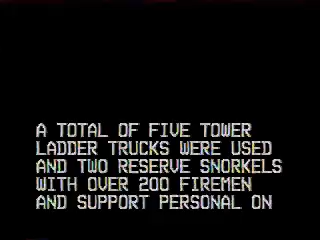 A TOTAL OF FIVE TOWER
LADDER TRUCKS WERE USED
AND TWO RESERVE SNORKELS
WITH OVER 200 FIREMEN
AND SUPPORT PERSONAL ON